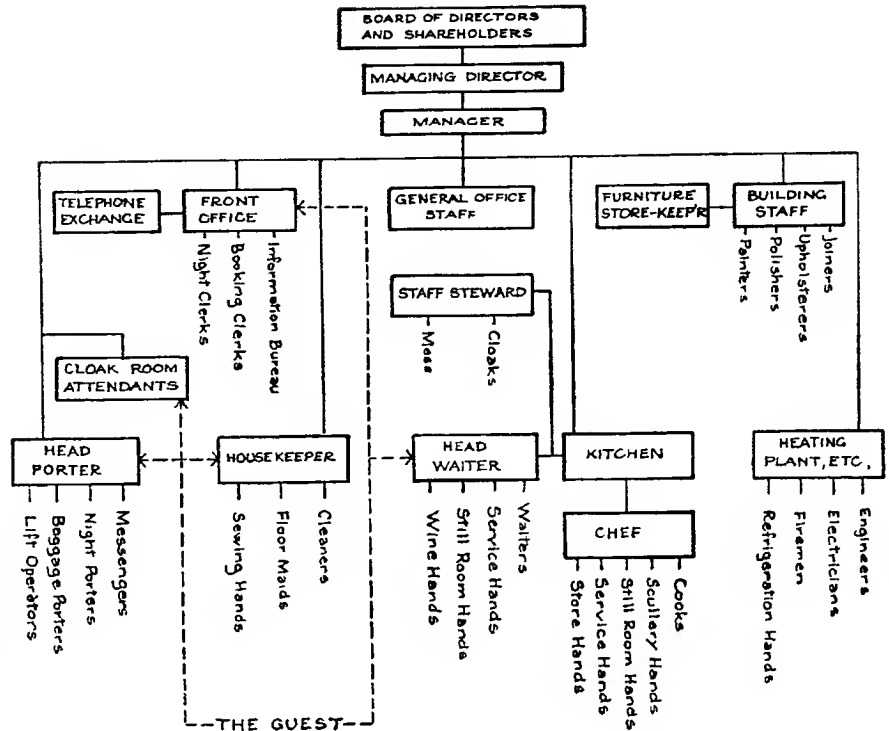 BOARD OF DIRECTORS
AND SHAREHOLDERS
MANAGING DIRECTOR
MANAGER
TELEPHONE
EXCHANGE
FRONT
OFFICE
Night Clerks
Booking Clerks
Information Bureau
GENERAL OFFICE
STAFF
FURNITURE
STORE-KEEP'R
BUILDING
STAFF
Painters
Polishers
Upholsterers
Joiners
STAFF STEWARD
Mess
Cloaks
CLOAK ROOM
ATTENDANTS
HEAD
PORTER
Lift Operators
Baggage Porters
Night Porters
Messengers
HOUSEKEEPER
Sewing Hands
Floor Maids
Cleaners
HEAD
WAITER
Wine Hands
Still Room Hands
Service Hands
Waiters
KITCHEN
CHEF
Store Hands
Service Hands
Still Room Hands
Scullery Hands
Cooks
HEATING
PLANT, ETC,
Refrigeration Hands
Firemen
Electricians
Engineers
THE GUEST